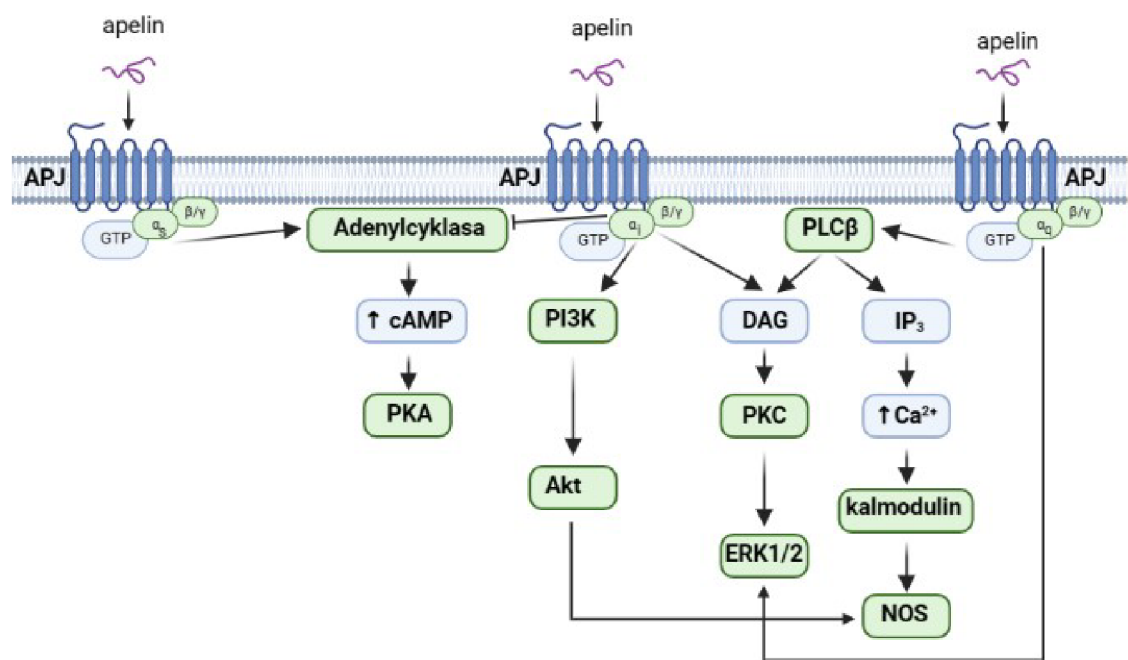 apelin
apelin
apelin
APJ
APJ
APJ
GTP
αs
β/γ
Adenylcyklasa
GTP
αi
β/γ
PLCβ
GTP
αq
β/γ
↑ cAMP
PI3K
DAG
IP₃
PKA
PKC
↑Ca²⁺
Akt
kalmodulin
ERK1/2
NOS